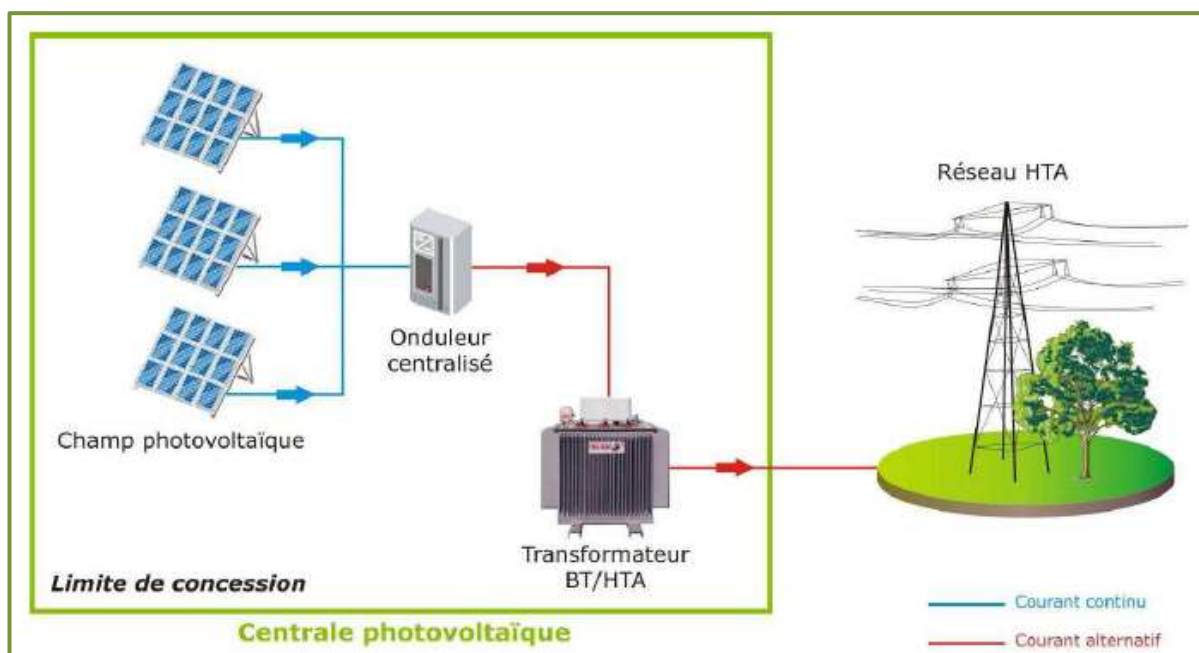 Réseau HTA
Onduleur
centralisé
Champ photovoltaïque
Transformateur
BT/HTA
Limite de concession
Centrale photovoltaïque
Courant continu
Courant alternatif